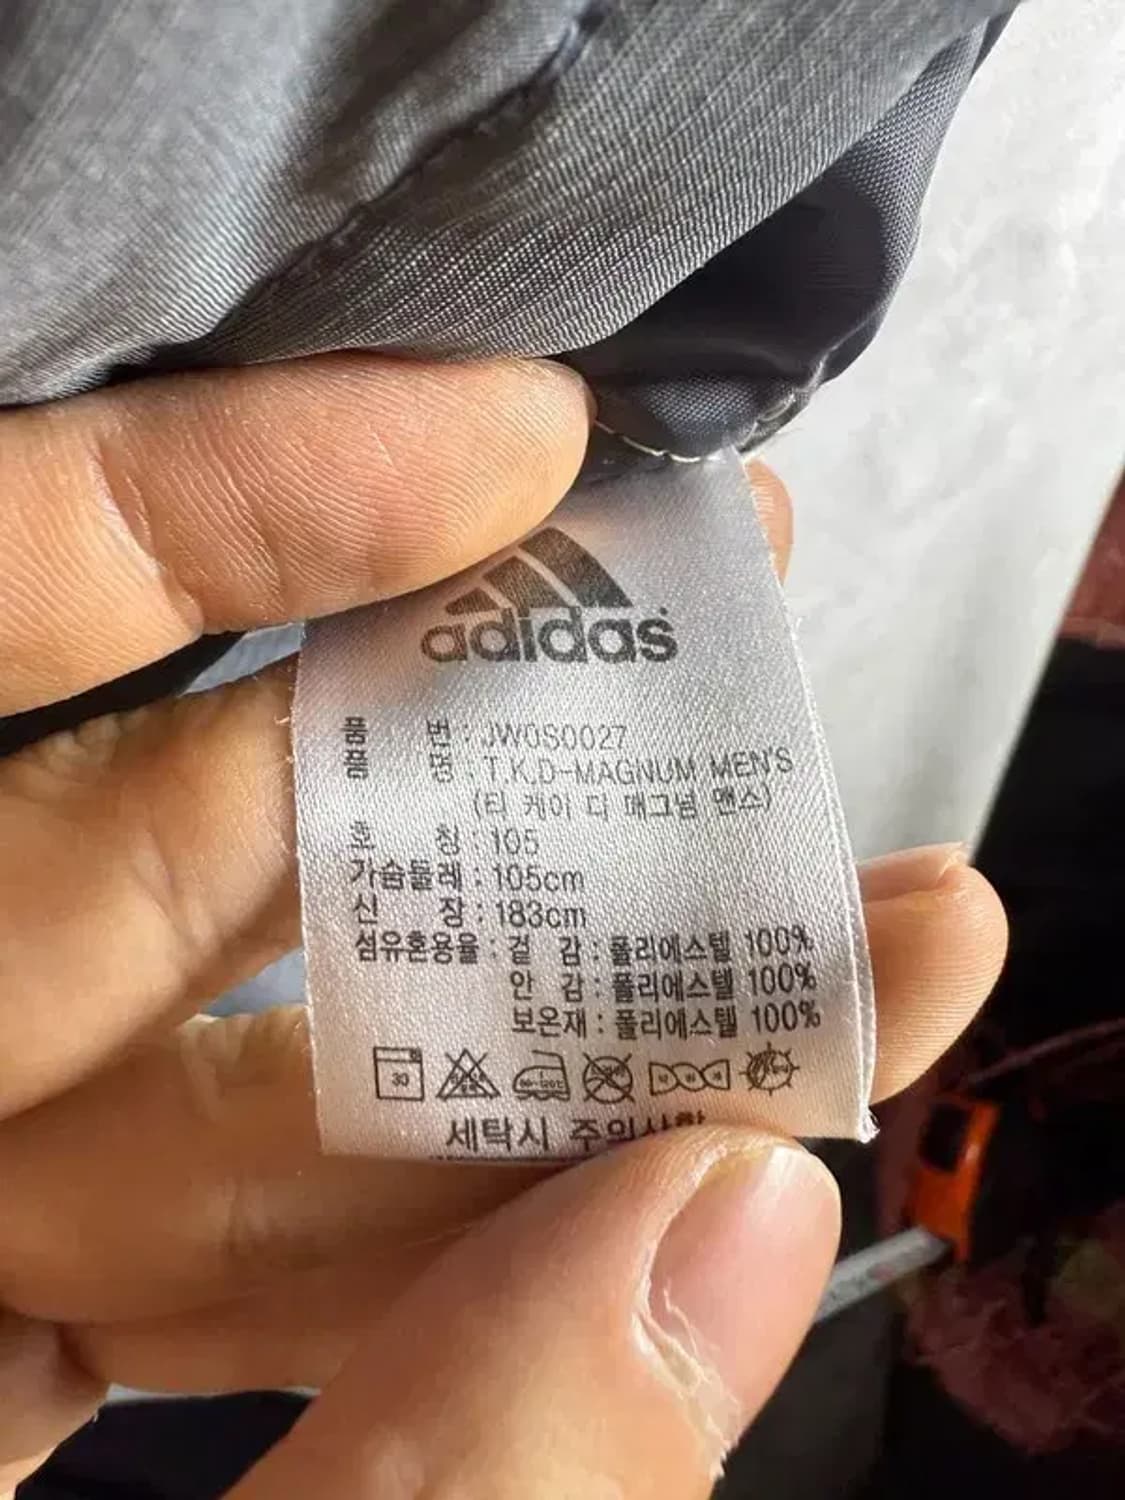 adidas
품 번 : JW0S0027
품 명 : T.K.D-MAGNUM MEN'S
(티 케이 디 매그넘 맨스)
호 칭 : 105
가슴둘레 : 105cm
신 장 : 183cm
섬유혼용율 : 겉 감 : 폴리에스텔 100%
안 감 : 폴리에스텔 100%
보온재 : 폴리에스텔 100%
30
세탁시 주의사항